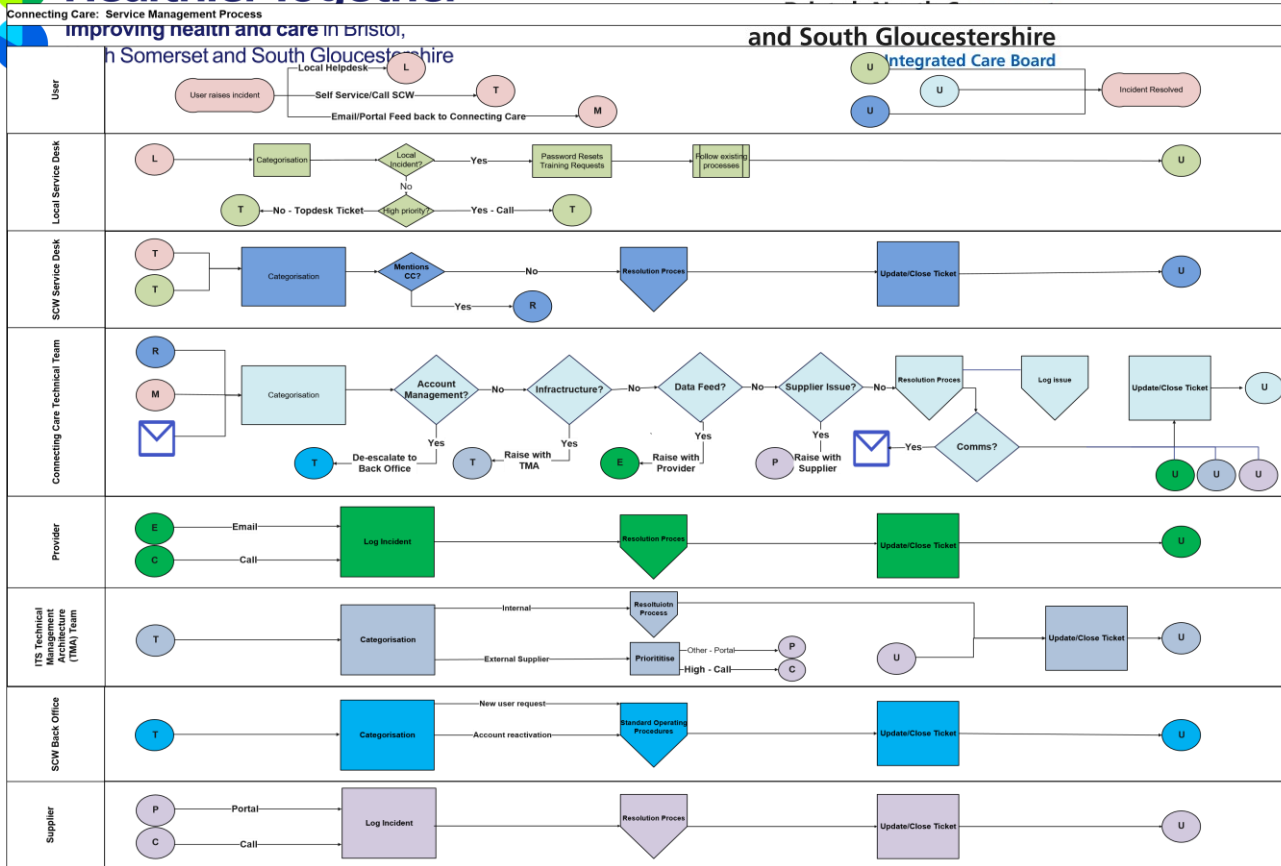 Healthier Together
Connecting Care:  Service Management Process
Improving health and care in Bristol,
h Somerset and South Gloucestershire
and South Gloucestershire
Integrated Care Board
User
User raises incident
Local Helpdesk
L
Self Service/Call SCW
T
Email/Portal Feed back to Connecting Care
M
U
U
U
Incident Resolved
Local Service Desk
L
Categorisation
Local
Incident?
Yes
Password Resets
Training Requests
Follow existing
processes
U
No
T
No - Topdesk Ticket
High priority?
Yes - Call
T
SCW Service Desk
T
T
Categorisation
Mentions
CC?
No
Resolution Proces
Update/Close Ticket
U
Yes
R
Connecting Care Technical Team
R
M
Categorisation
Account
Management?
No
Infrastructure?
No
Data Feed?
No
Supplier Issue?
No
Resolution Proces
Log issue
Update/Close Ticket
U
Yes
Yes
Yes
Yes
T
De-escalate to
Back Office
T
Raise with
TMA
E
Raise with
Provider
P
Raise with
Supplier
Yes
Comms?
U
U
U
Provider
E
Email
C
Call
Log Incident
Resolution Proces
Update/Close Ticket
U
ITS Technical
Management
Architecture
(TMA) Team
T
Categorisation
Internal
Resoltuiotn
Process
External Supplier
Priorititise
Other - Portal
P
High - Call
C
U
Update/Close Ticket
U
SCW Back Office
T
Categorisation
New user request
Account reactivation
Standard Operating
Procedures
Update/Close Ticket
U
Supplier
P
Portal
C
Call
Log Incident
Resolution Proces
Update/Close Ticket
U